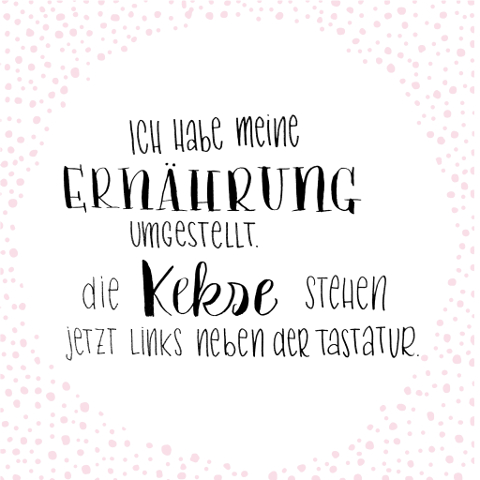 Ich habe meine
ERNÄHRUNG
umgestellt.
die Kekse stehen
jetzt links neben der Tastatur.